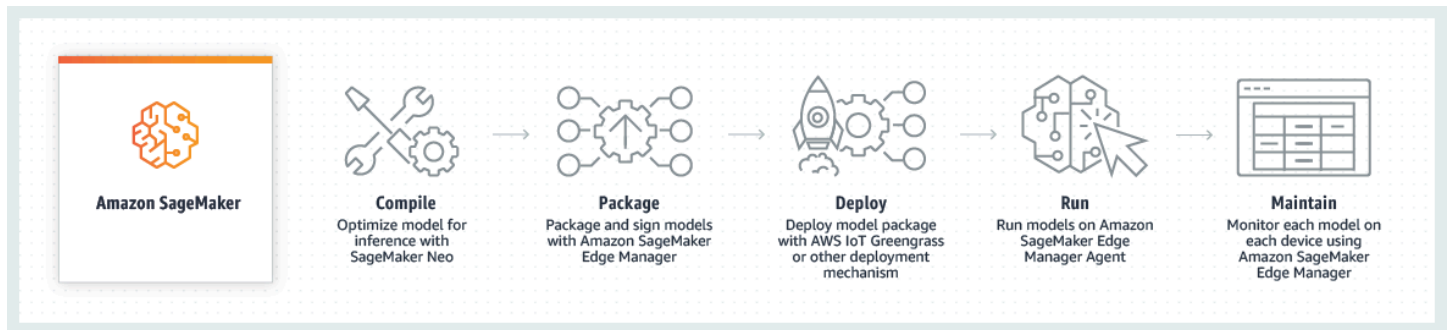 Amazon SageMaker
Compile
Optimize model for
inference with
SageMaker Neo
Package
Package and sign models
with Amazon SageMaker
Edge Manager
Deploy
Deploy model package
with AWS IoT Greengrass
or other deployment
mechanism
Run
Run models on Amazon
SageMaker Edge
Manager Agent
Maintain
Monitor each model on
each device using
Amazon SageMaker
Edge Manager